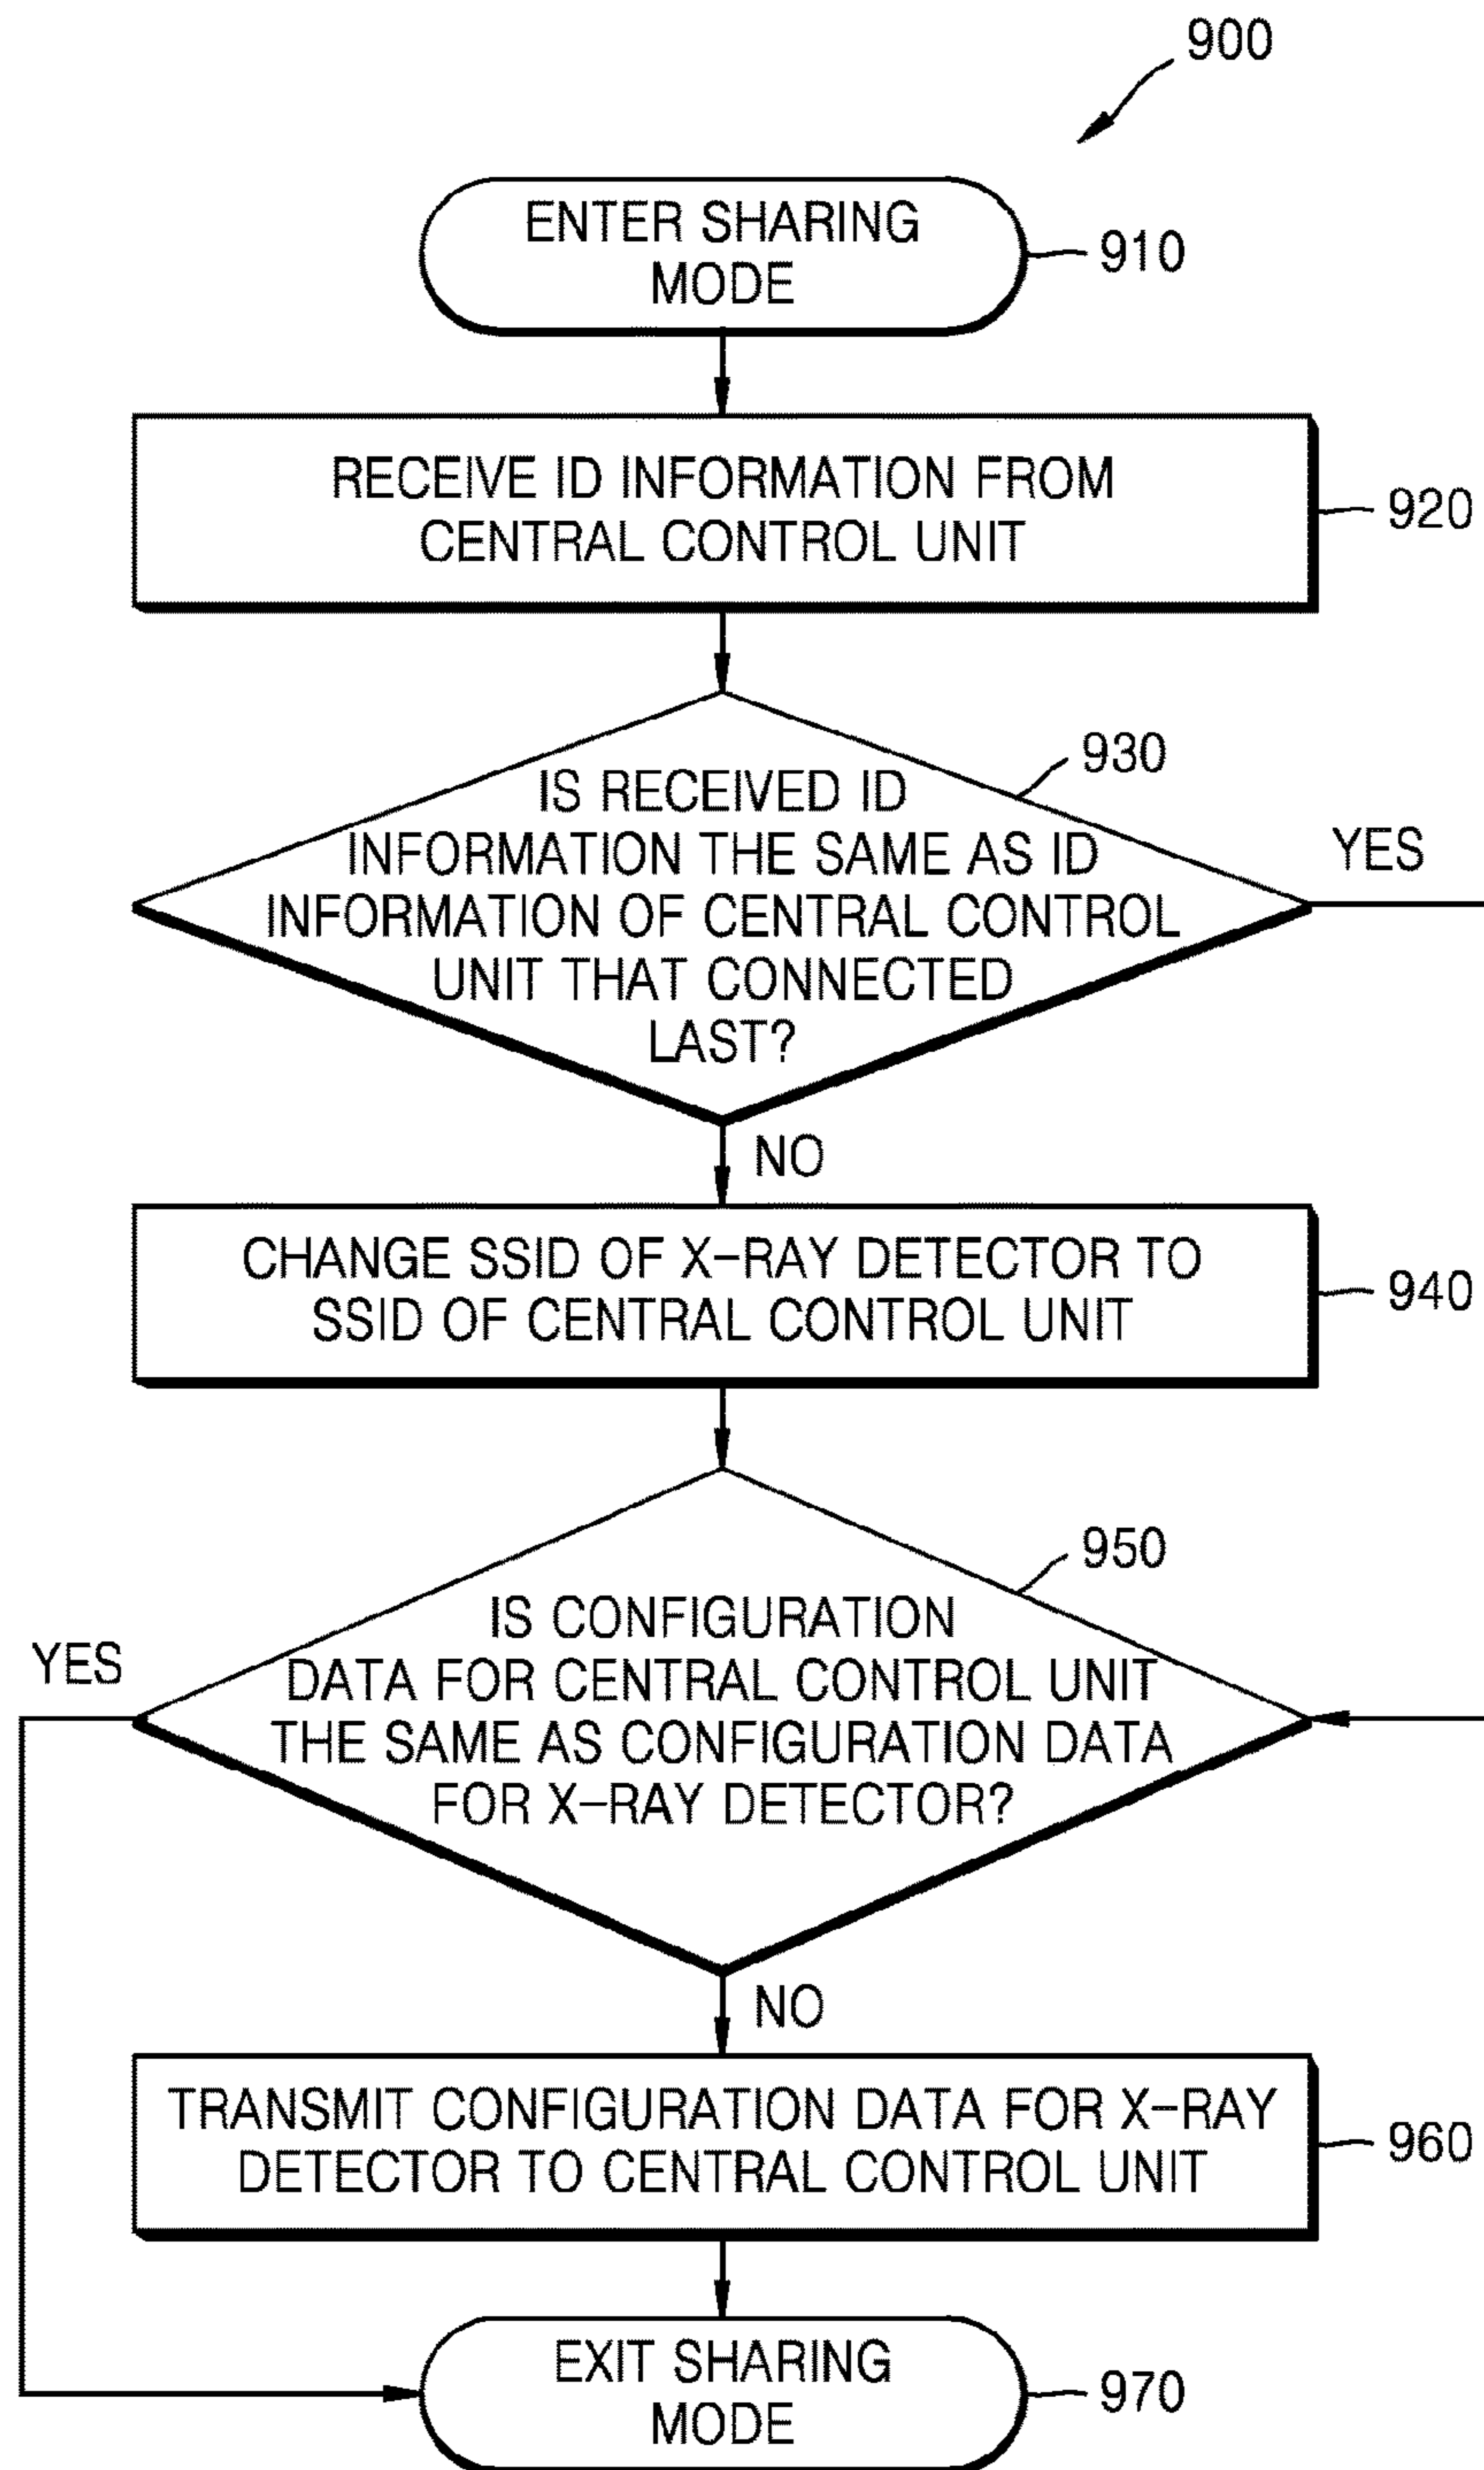 900
ENTER SHARING
MODE
910
RECEIVE ID INFORMATION FROM
CENTRAL CONTROL UNIT
920
930
IS RECEIVED ID
INFORMATION THE SAME AS ID
INFORMATION OF CENTRAL CONTROL
UNIT THAT CONNECTED
LAST?
YES
NO
CHANGE SSID OF X-RAY DETECTOR TO
SSID OF CENTRAL CONTROL UNIT
940
950
IS CONFIGURATION
DATA FOR CENTRAL CONTROL UNIT
THE SAME AS CONFIGURATION DATA
FOR X-RAY DETECTOR?
YES
NO
TRANSMIT CONFIGURATION DATA FOR X-RAY
DETECTOR TO CENTRAL CONTROL UNIT
960
EXIT SHARING
MODE
970